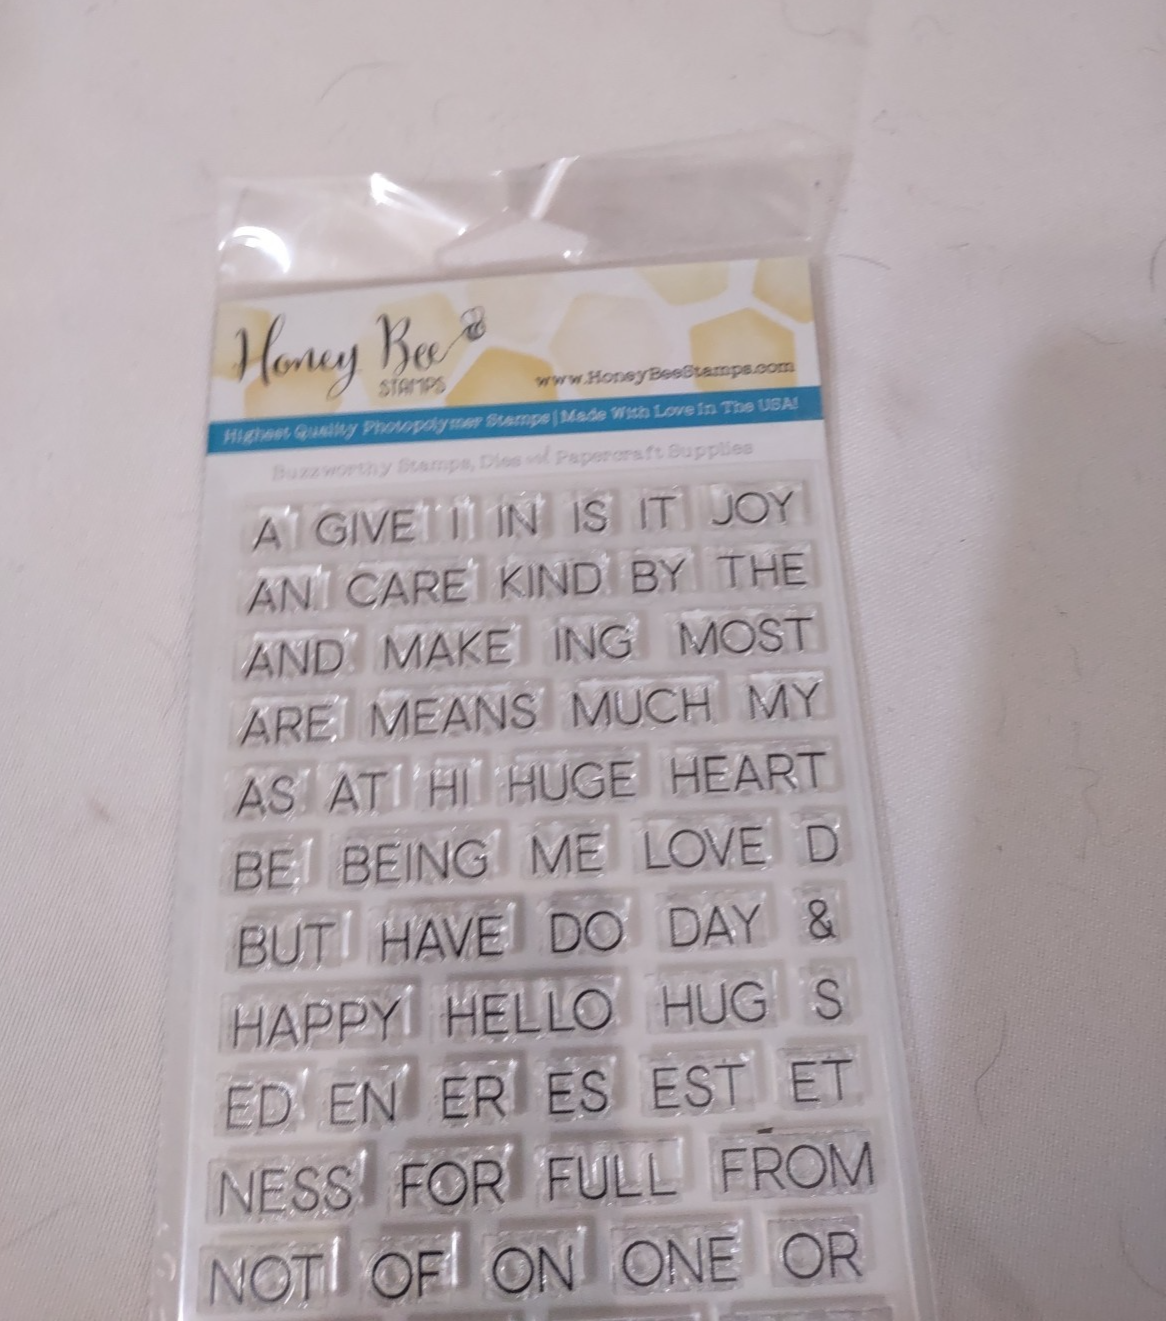 Honey Bee
STAMPS
www.HoneyBeeStamps.com
Highest Quality Photopolymer Stamps | Made With Love In The USA!
Buzzworthy Stamps, Dies and Papercraft Supplies
A GIVE I IN IS IT JOY
AN CARE KIND BY THE
AND MAKE ING MOST
ARE MEANS MUCH MY
AS AT HI HUGE HEART
BE BEING ME LOVE D
BUT HAVE DO DAY &
HAPPY HELLO HUG S
ED EN ER ES EST ET
NESS FOR FULL FROM
NOT OF ON ONE OR